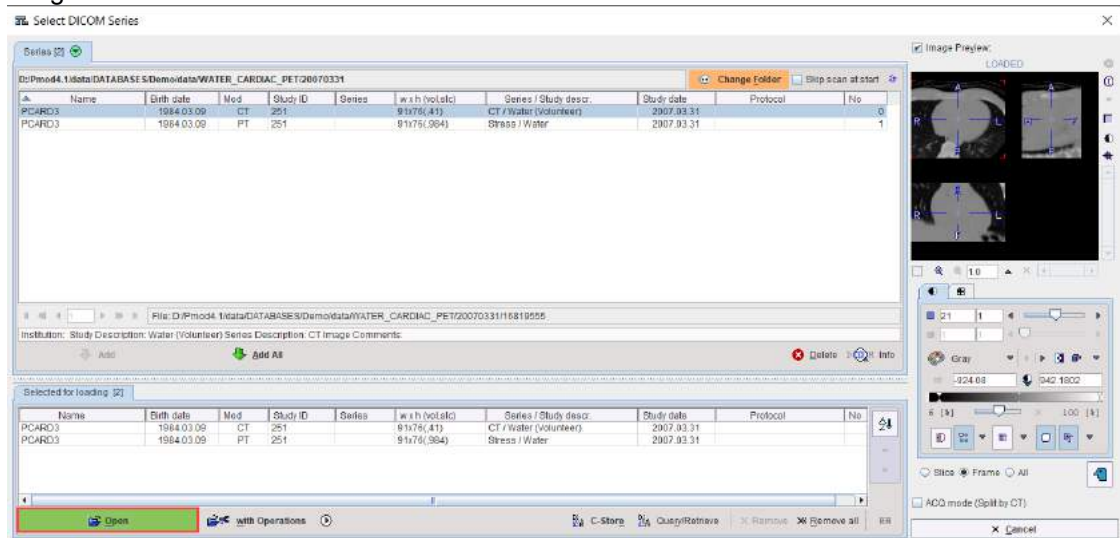 Select DICOM Series
Series [2]
Image Preview:
LOADED
D:/Pmod4.1/data/DATABASES/Demo/data/WATER_CARDIAC_PET/20070331
Change Folder
Skip scan at start
Name Birth date Mod Study ID Series w x h (vol,slc) Series / Study descr. Study date Protocol No
PCARD3 1984.03.09 CT 251 91x76(,41) CT / Water (Volunteer) 2007.03.31 0
PCARD3 1984.03.09 PT 251 91x76(,984) Stress / Water 2007.03.31 1
A A
R L
R L
1.0
1 File: D:/Pmod4.1/data/DATABASES/Demo/data/WATER_CARDIAC_PET/20070331/16819555
Institution: Study Description: Water (Volunteer) Series Description: CT Image Comments:
Add Add All Delete Info
21 1
1 1
Gray
-924.08 942.1802
6 [%] 100 [%]
Selected for loading [2]
Name Birth date Mod Study ID Series w x h (vol,slc) Series / Study descr. Study date Protocol No
PCARD3 1984.03.09 CT 251 91x76(,41) CT / Water (Volunteer) 2007.03.31
PCARD3 1984.03.09 PT 251 91x76(,984) Stress / Water 2007.03.31
Slice Frame All
ACQ mode (Split by CT)
Open with Operations C-Store Query/Retrieve Remove Remove all
Cancel